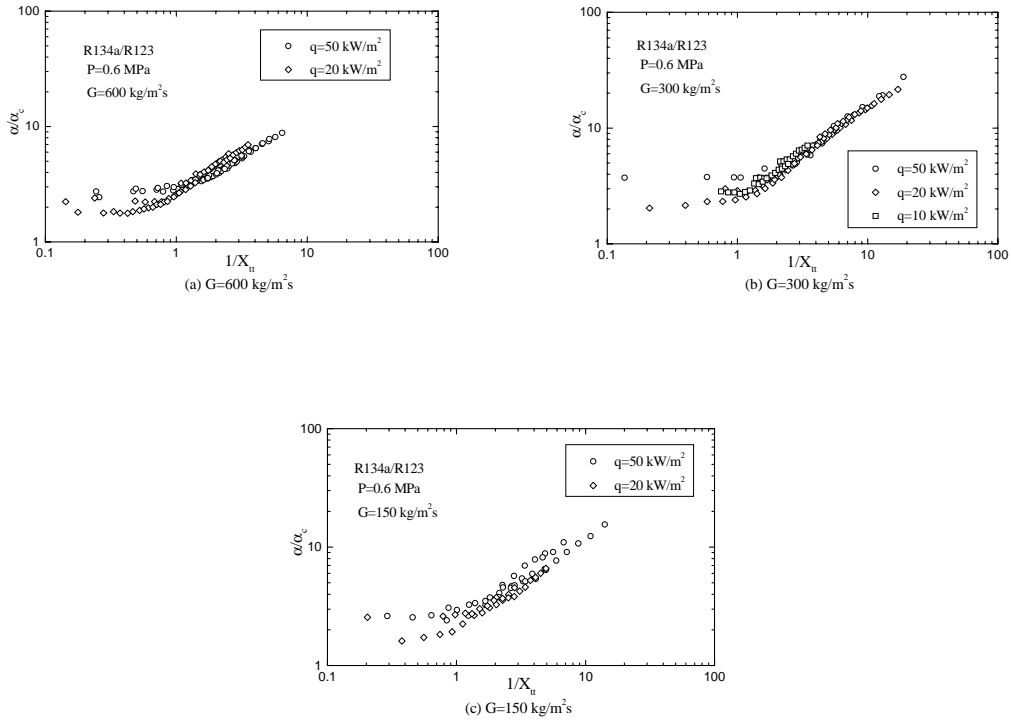 100
10
1
0.1
1
10
100
α/α_c
1/X_tt
R134a/R123
P=0.6 MPa
G=600 kg/m²s
q=50 kW/m²
q=20 kW/m²
(a) G=600 kg/m²s
100
10
1
0.1
1
10
100
α/α_c
1/X_tt
R134a/R123
P=0.6 MPa
G=300 kg/m²s
q=50 kW/m²
q=20 kW/m²
q=10 kW/m²
(b) G=300 kg/m²s
100
10
1
0.1
1
10
100
α/α_c
1/X_tt
R134a/R123
P=0.6 MPa
G=150 kg/m²s
q=50 kW/m²
q=20 kW/m²
(c) G=150 kg/m²s